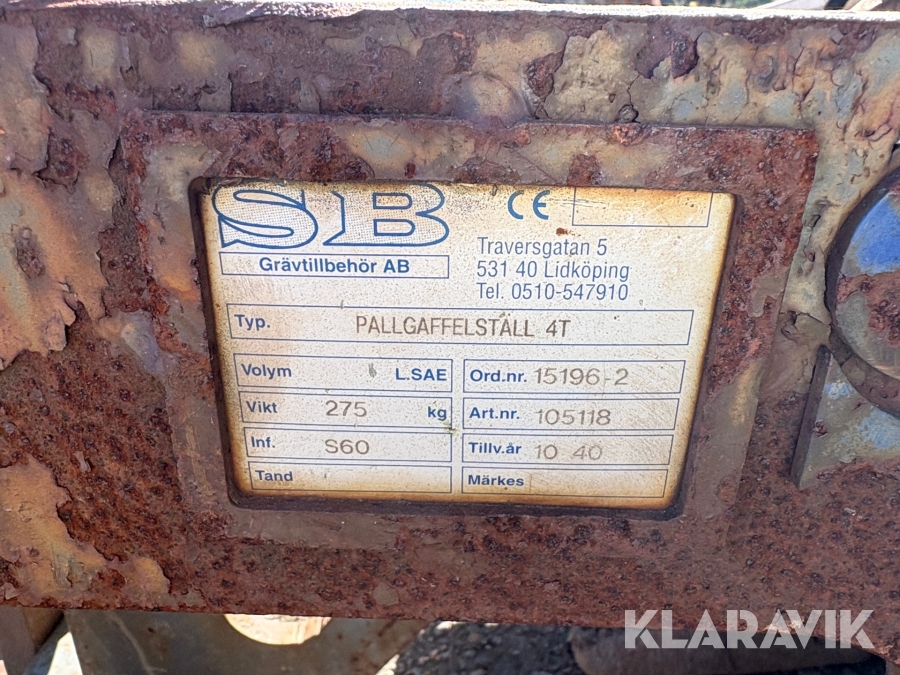 SB
Grävtillbehör AB
CE
Traversgatan 5
531 40 Lidköping
Tel. 0510-547910
Typ. PALLGAFFELSTÄLL 4T
Volym L.SAE
Ord.nr. 15196-2
Vikt 275 kg
Art.nr. 105118
Inf. S60
Tillv.år 10 40
Tand
Märkes
KLARAVIK